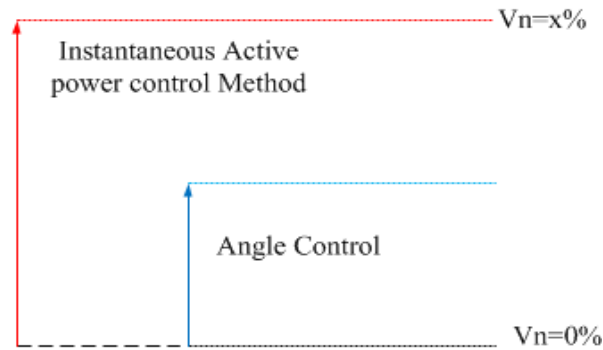 Vn=x%
Instantaneous Active
power control Method
Angle Control
Vn=0%